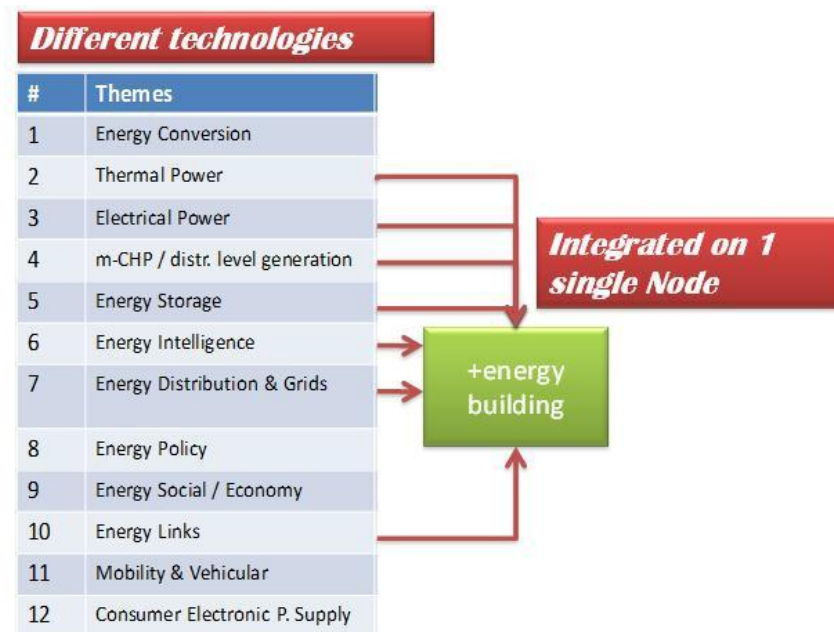 Different technologies
# Themes
1 Energy Conversion
2 Thermal Power
3 Electrical Power
4 m-CHP / distr. level generation
5 Energy Storage
6 Energy Intelligence
7 Energy Distribution & Grids
8 Energy Policy
9 Energy Social / Economy
10 Energy Links
11 Mobility & Vehicular
12 Consumer Electronic P. Supply
Integrated on 1
single Node
+energy
building